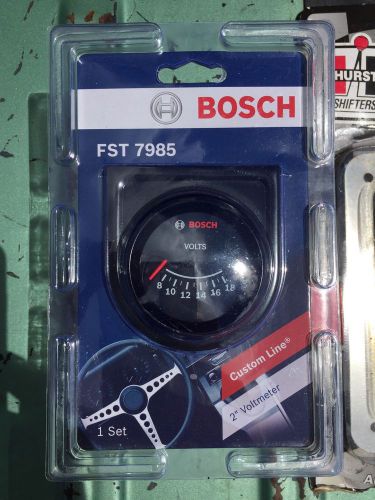 BOSCH
FST 7985
BOSCH
VOLTS
8 10 12 14 16 18
Custom Line®
2" Voltmeter
1 Set
HURST
SHIFTERS